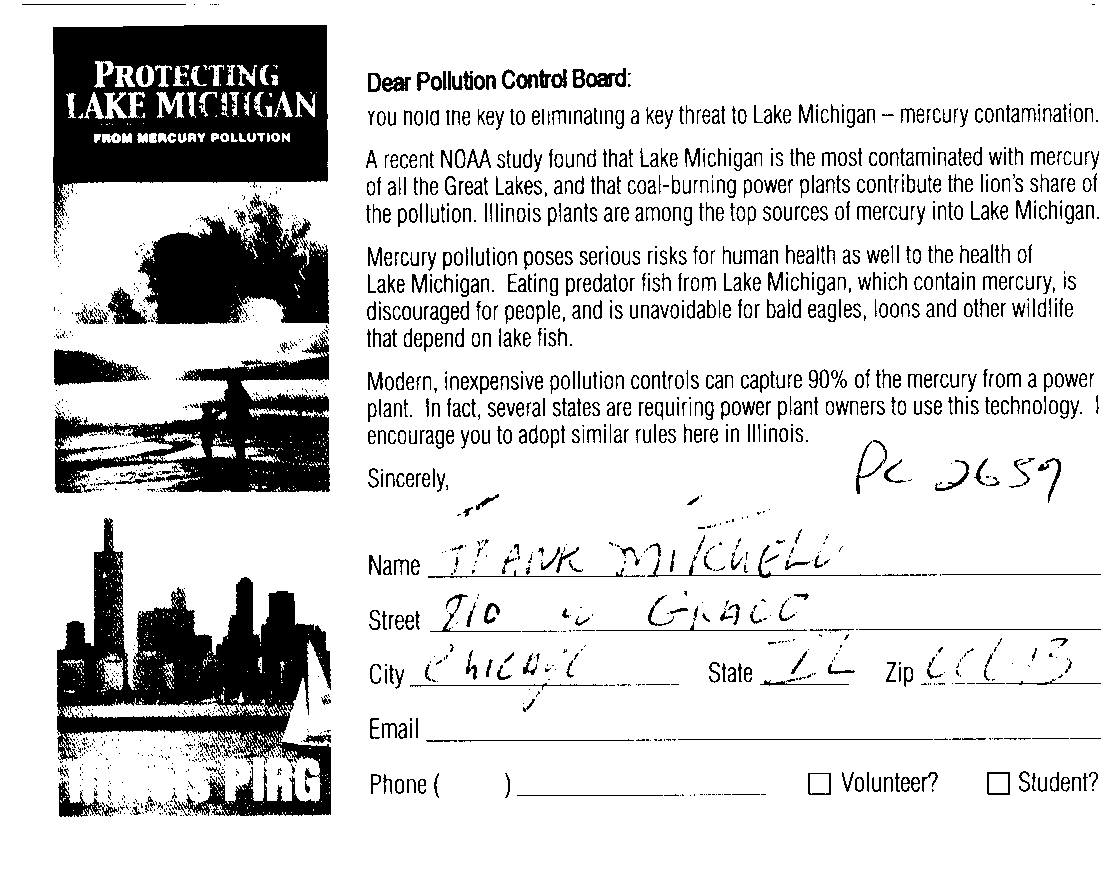 PROTECTING
LAKE MICHIGAN
FROM MERCURY POLLUTION
ILLINOIS PIRG
Dear Pollution Control Board:
You hold the key to eliminating a key threat to Lake Michigan – mercury contamination.
A recent NOAA study found that Lake Michigan is the most contaminated with mercury
of all the Great Lakes, and that coal-burning power plants contribute the lion's share of
the pollution. Illinois plants are among the top sources of mercury into Lake Michigan.
Mercury pollution poses serious risks for human health as well to the health of
Lake Michigan. Eating predator fish from Lake Michigan, which contain mercury, is
discouraged for people, and is unavoidable for bald eagles, loons and other wildlife
that depend on lake fish.
Modern, inexpensive pollution controls can capture 90% of the mercury from a power
plant. In fact, several states are requiring power plant owners to use this technology. I
encourage you to adopt similar rules here in Illinois.
Sincerely,
PC 2659
Name FRANK MITCHELL
Street 810 W GRACE
City Chicago State IL Zip
Email
Phone ( ) Volunteer? Student?